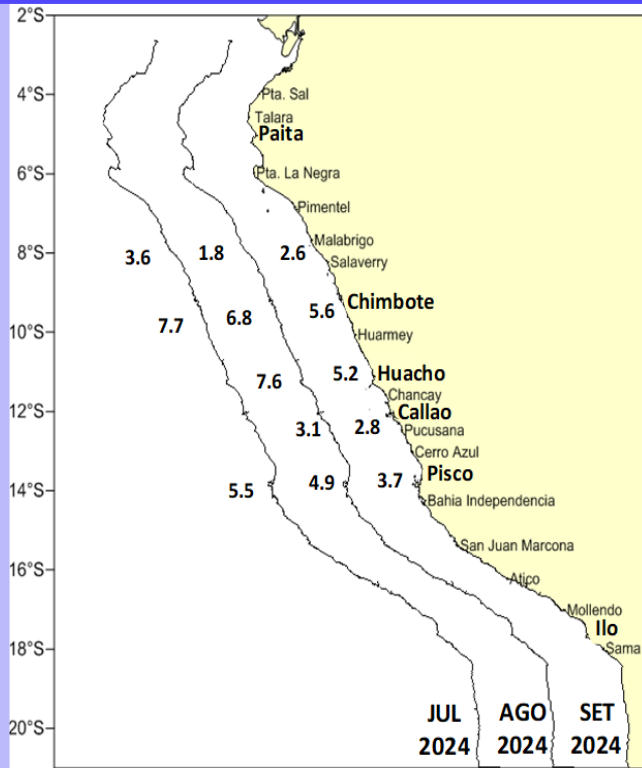 2°S
Pta. Sal
4°S
Talara
Paita
6°S
Pta. La Negra
Pimentel
Malabrigo
8°S
3.6 1.8 2.6
Salaverry
Chimbote
5.6
10°S
7.7 6.8
Huarmey
7.6 5.2 Huacho
Chancay
12°S
Callao
3.1 2.8 Pucusana
Cerro Azul
Pisco
14°S
5.5 4.9 3.7
Bahia Independencia
San Juan Marcona
16°S
Atico
Mollendo
Ilo
18°S
Sama
20°S
JUL AGO SET
2024 2024 2024